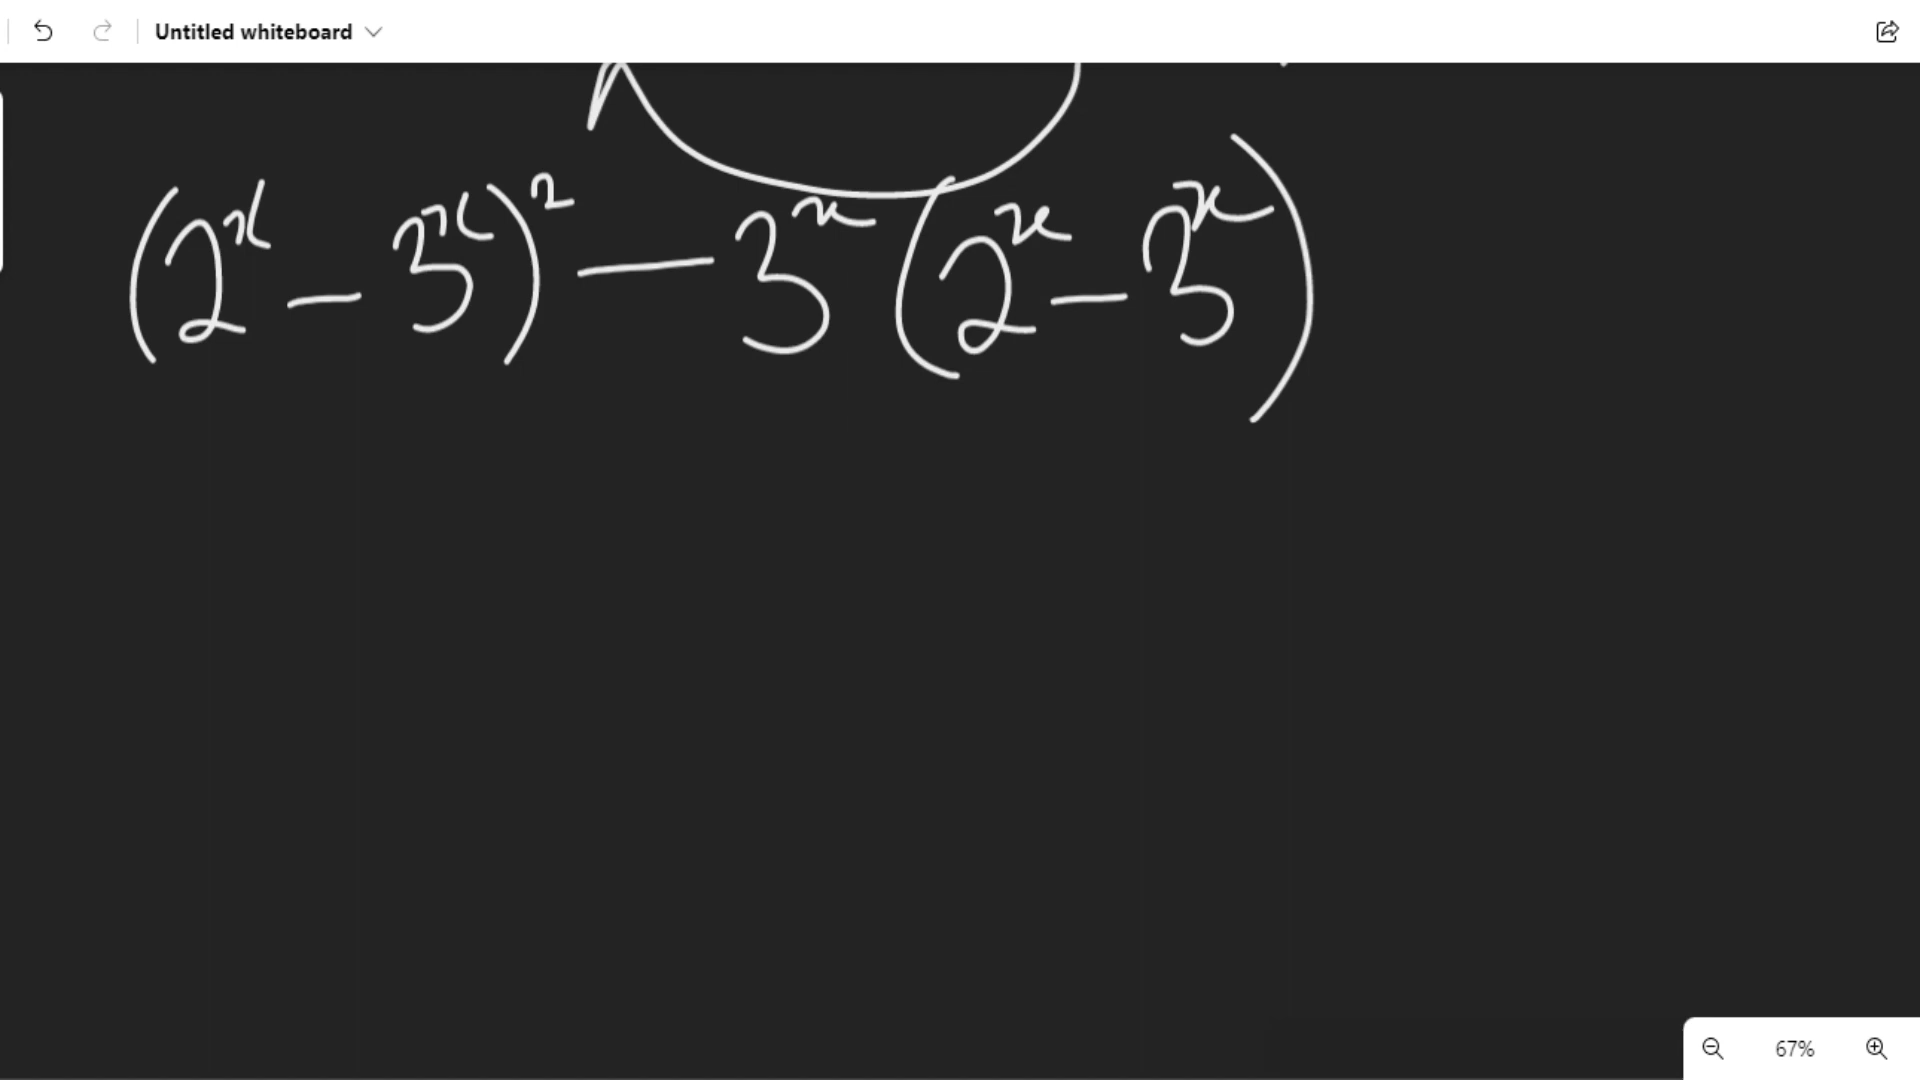 Untitled whiteboard
(2^x - 3^x)^2 - 3^x (2^x - 3^x)
67%